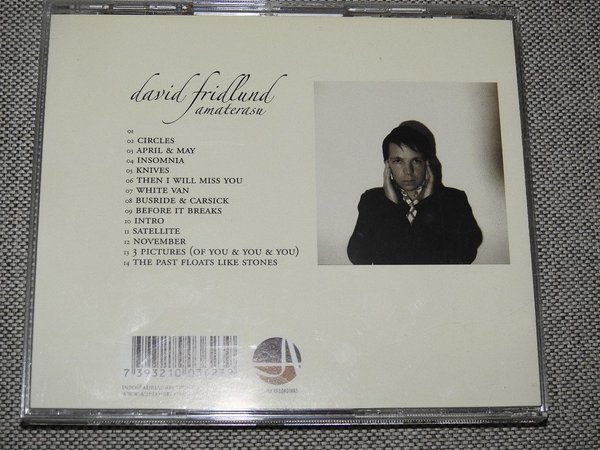 david fridlund
amaterasu
01
02 CIRCLES
03 APRIL & MAY
04 INSOMNIA
05 KNIVES
06 THEN I WILL MISS YOU
07 WHITE VAN
08 BUSRIDE & CARSICK
09 BEFORE IT BREAKS
10 INTRO
11 SATELLITE
12 NOVEMBER
13 3 PICTURES (OF YOU & YOU & YOU)
14 THE PAST FLOATS LIKE STONES
RECORDINGS